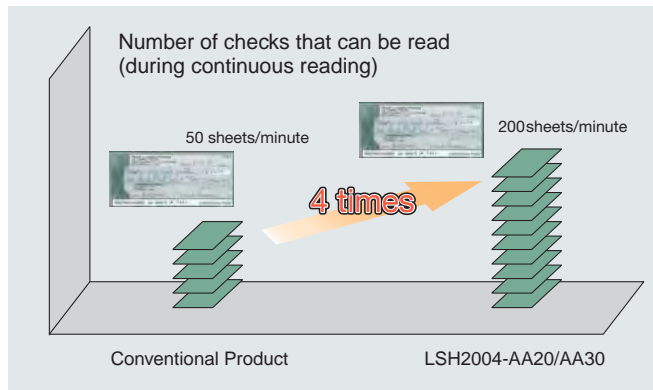 Number of checks that can be read
(during continuous reading)
50 sheets/minute
200sheets/minute
4 times
Conventional Product
LSH2004-AA20/AA30